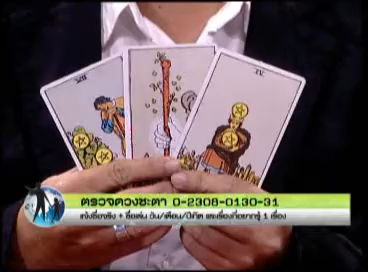 VII
IV
ตรวจดวงชะตา 0-2308-0130-31
แจ้งชื่อจริง + ชื่อเล่น วัน/เดือน/ปีเกิด และเรื่องที่อยากรู้ 1 เรื่อง